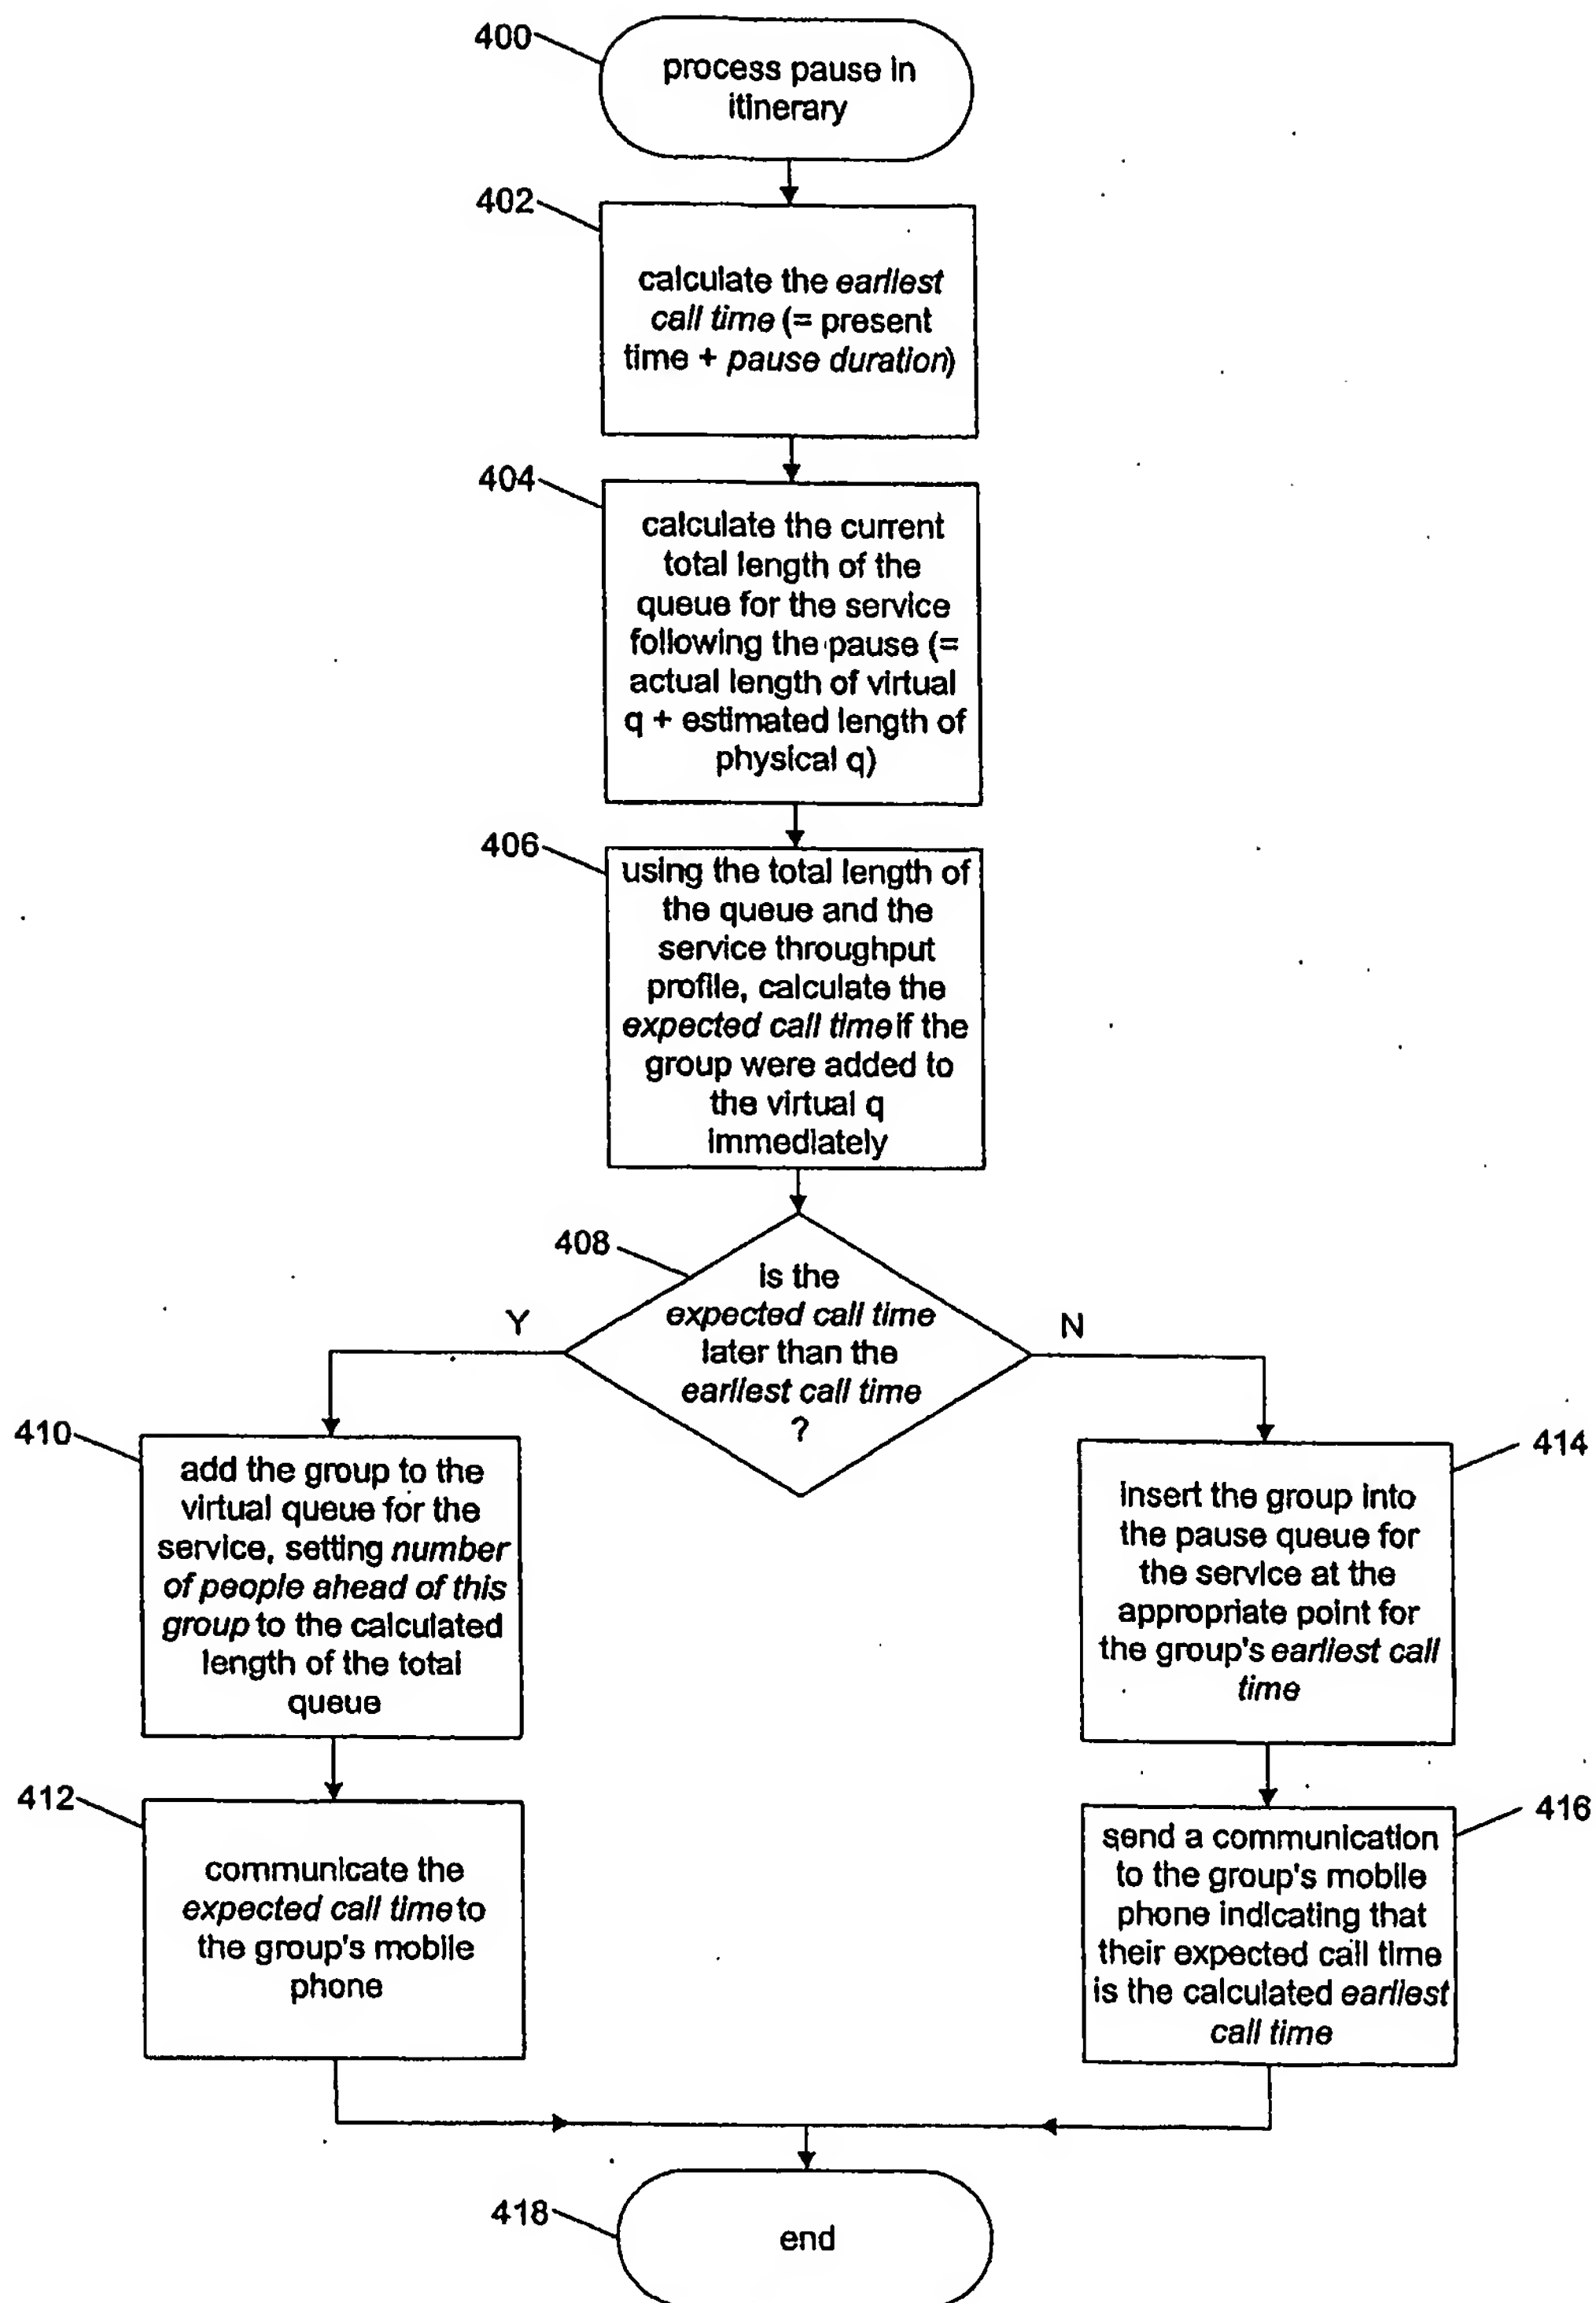 400
process pause in
itinerary
402
calculate the earliest
call time (= present
time + pause duration)
404
calculate the current
total length of the
queue for the service
following the pause (=
actual length of virtual
q + estimated length of
physical q)
406
using the total length of
the queue and the
service throughput
profile, calculate the
expected call time if the
group were added to
the virtual q
immediately
408
is the
expected call time
later than the
earliest call time
?
Y
N
410
add the group to the
virtual queue for the
service, setting number
of people ahead of this
group to the calculated
length of the total
queue
414
insert the group into
the pause queue for
the service at the
appropriate point for
the group's earliest call
time
412
communicate the
expected call time to
the group's mobile
phone
416
send a communication
to the group's mobile
phone indicating that
their expected call time
is the calculated earliest
call time
418
end